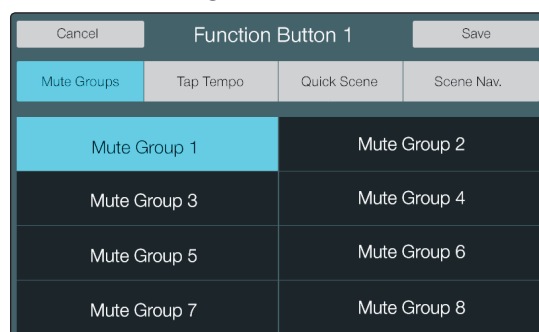 Cancel Function Button 1 Save
Mute Groups Tap Tempo Quick Scene Scene Nav.
Mute Group 1 Mute Group 2
Mute Group 3 Mute Group 4
Mute Group 5 Mute Group 6
Mute Group 7 Mute Group 8